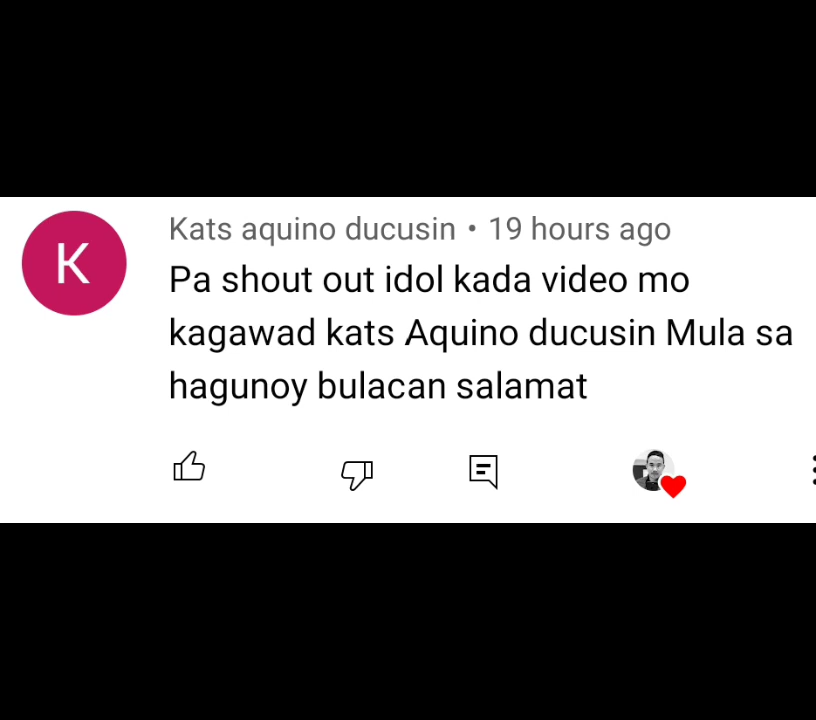 K
Kats aquino ducusin • 19 hours ago
Pa shout out idol kada video mo
kagawad kats Aquino ducusin Mula sa
hagunoy bulacan salamat